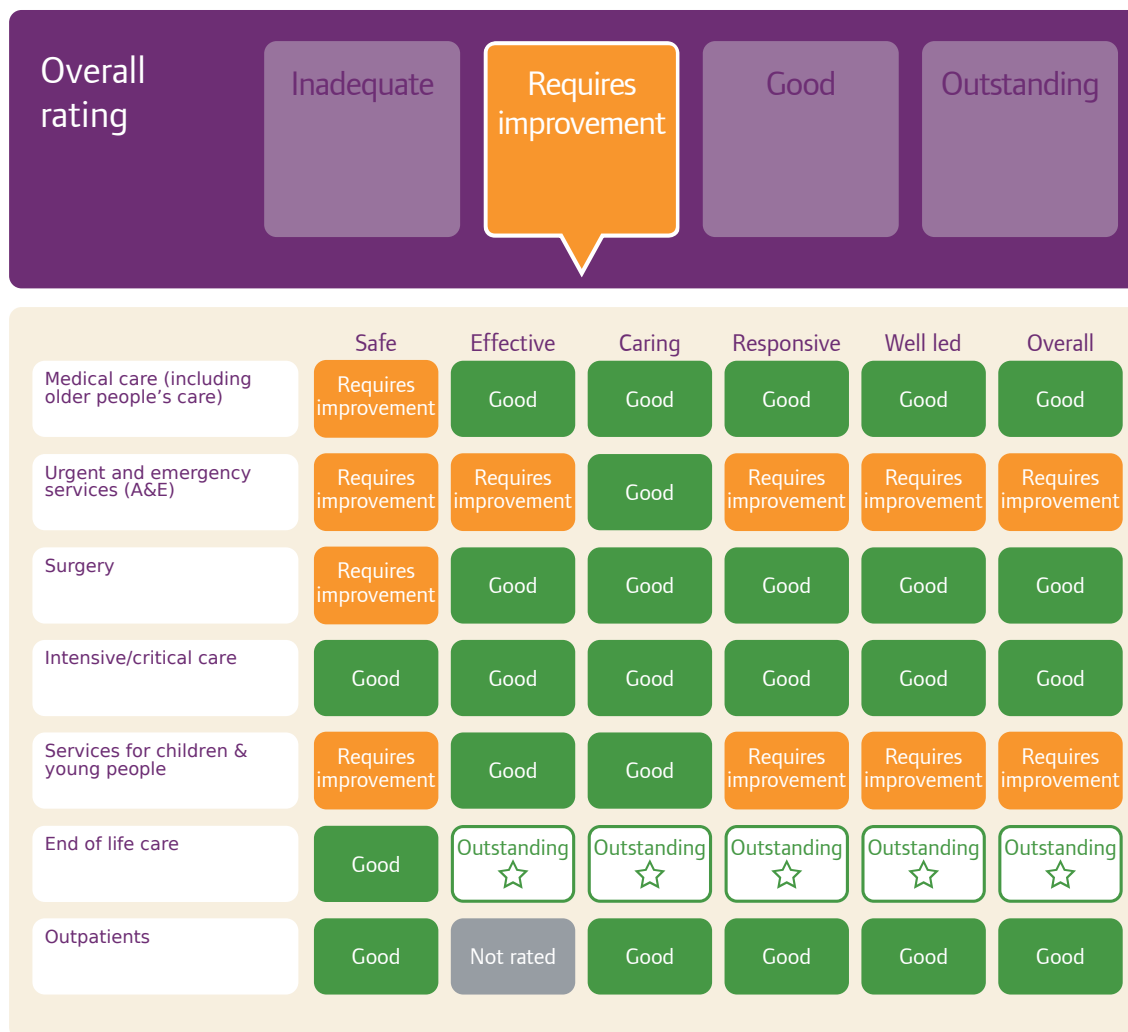 Overall
rating
Inadequate
Requires
improvement
Good
Outstanding
Safe
Effective
Caring
Responsive
Well led
Overall
Medical care (including
older people’s care)
Requires
improvement
Good
Good
Good
Good
Good
Urgent and emergency
services (A&E)
Requires
improvement
Requires
improvement
Good
Requires
improvement
Requires
improvement
Requires
improvement
Surgery
Requires
improvement
Good
Good
Good
Good
Good
Intensive/critical care
Good
Good
Good
Good
Good
Good
Services for children &
young people
Requires
improvement
Good
Good
Requires
improvement
Requires
improvement
Requires
improvement
End of life care
Good
Outstanding
Outstanding
Outstanding
Outstanding
Outstanding
Outpatients
Good
Not rated
Good
Good
Good
Good